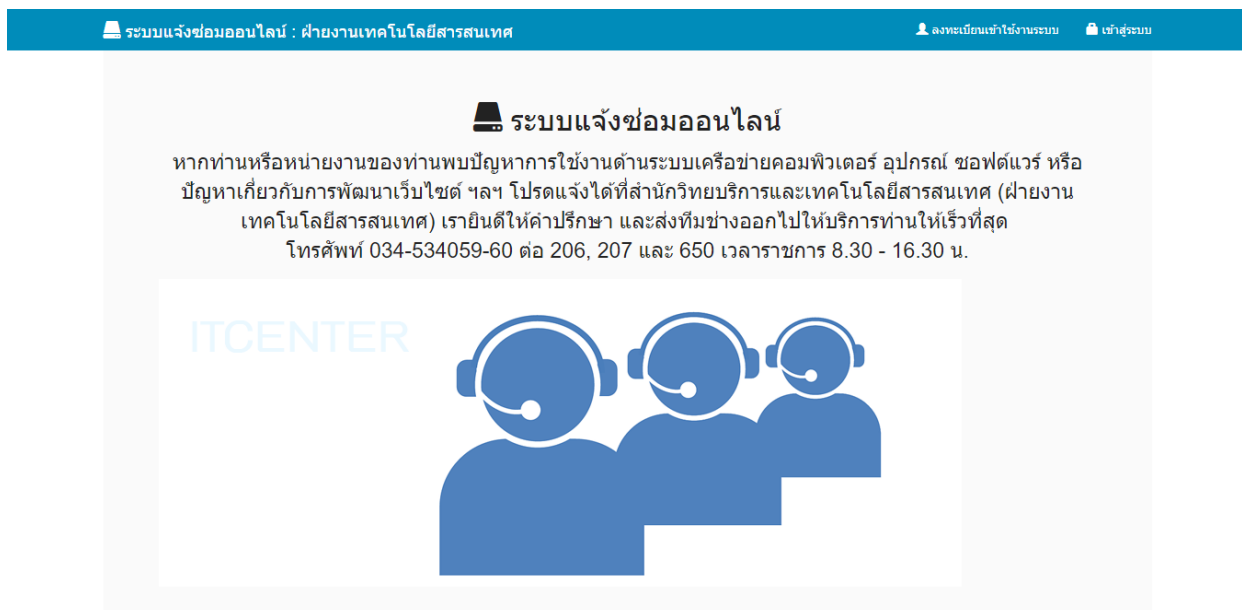 ระบบแจ้งซ่อมออนไลน์ : ฝ่ายงานเทคโนโลยีสารสนเทศ
ลงทะเบียนเข้าใช้งานระบบ
เข้าสู่ระบบ
ระบบแจ้งซ่อมออนไลน์
หากท่านหรือหน่ายงานของท่านพบปัญหาการใช้งานด้านระบบเครือข่ายคอมพิวเตอร์ อุปกรณ์ ซอฟต์แวร์ หรือ
ปัญหาเกี่ยวกับการพัฒนาเว็บไซต์ ฯลฯ โปรดแจ้งได้ที่สำนักวิทยบริการและเทคโนโลยีสารสนเทศ (ฝ่ายงาน
เทคโนโลยีสารสนเทศ) เรายินดีให้คำปรึกษา และส่งทีมช่างออกไปให้บริการท่านให้เร็วที่สุด
โทรศัพท์ 034-534059-60 ต่อ 206, 207 และ 650 เวลาราชการ 8.30 - 16.30 น.
ITCENTER